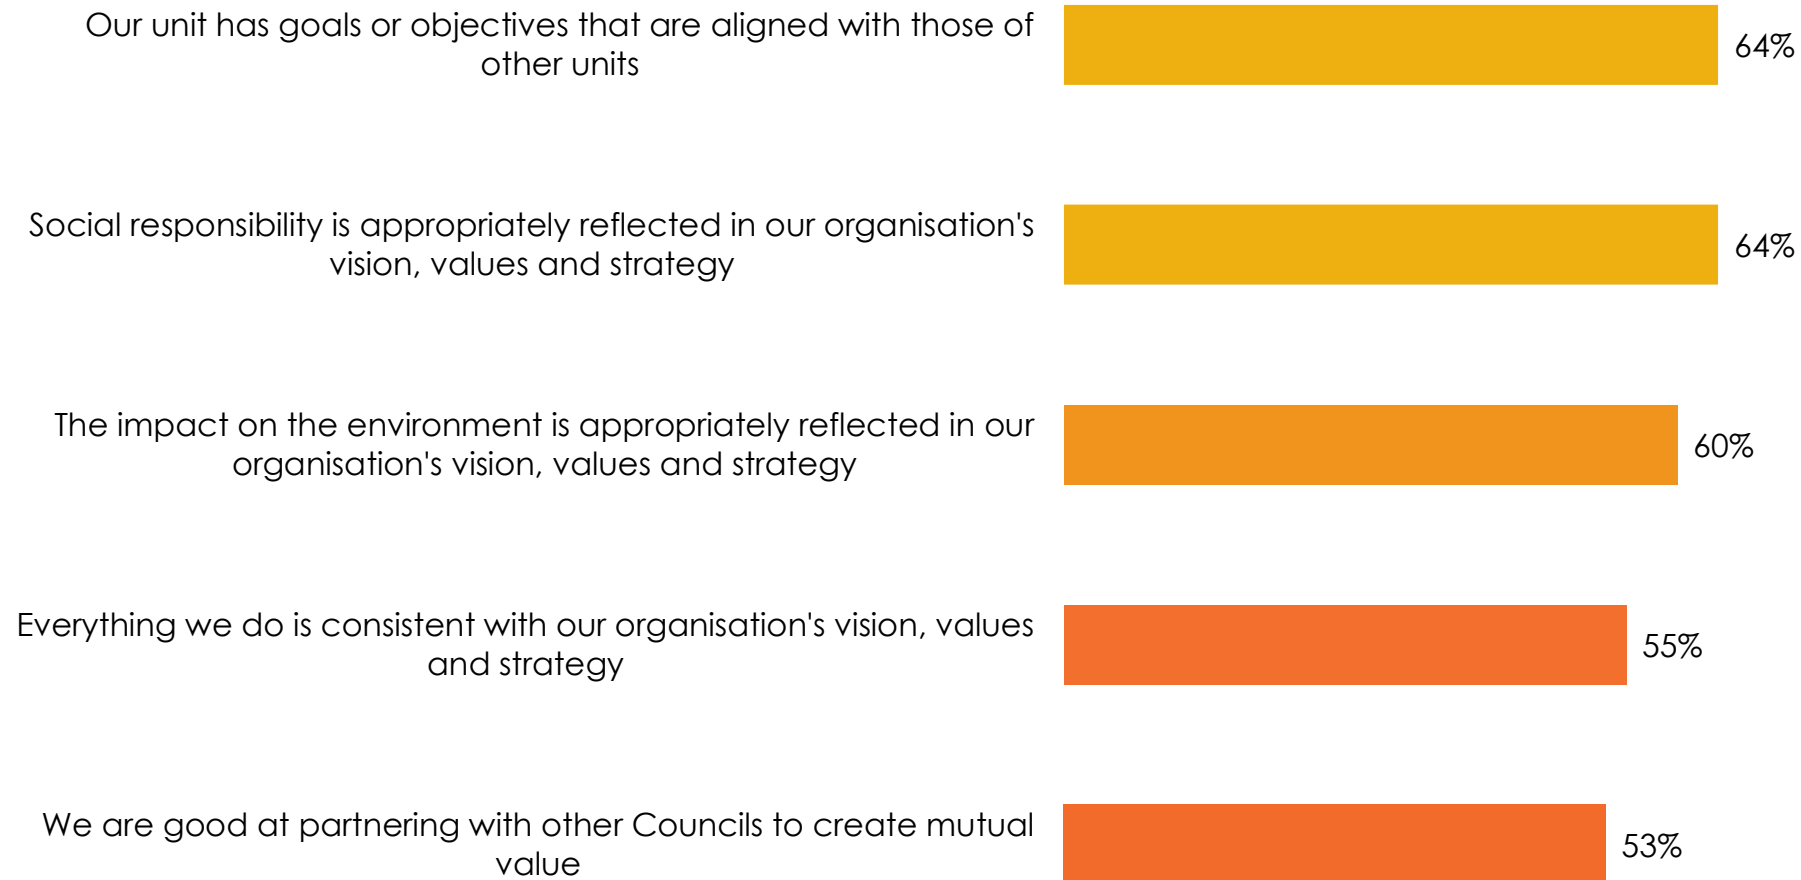 Our unit has goals or objectives that are aligned with those of
other units
64%
Social responsibility is appropriately reflected in our organisation's
vision, values and strategy
64%
The impact on the environment is appropriately reflected in our
organisation's vision, values and strategy
60%
Everything we do is consistent with our organisation's vision, values
and strategy
55%
We are good at partnering with other Councils to create mutual
value
53%